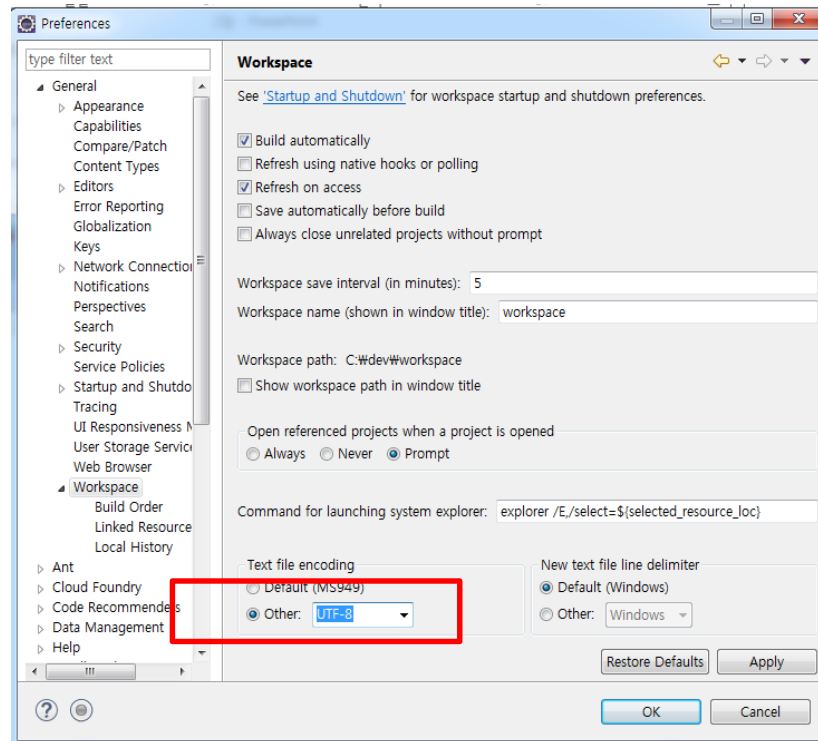 Preferences
type filter text
General
Appearance
Capabilities
Compare/Patch
Content Types
Editors
Error Reporting
Globalization
Keys
Network Connection
Notifications
Perspectives
Search
Security
Service Policies
Startup and Shutdo
Tracing
UI Responsiveness M
User Storage Service
Web Browser
Workspace
Build Order
Linked Resource
Local History
Ant
Cloud Foundry
Code Recommenders
Data Management
Help
Workspace
See 'Startup and Shutdown' for workspace startup and shutdown preferences.
Build automatically
Refresh using native hooks or polling
Refresh on access
Save automatically before build
Always close unrelated projects without prompt
Workspace save interval (in minutes): 5
Workspace name (shown in window title): workspace
Workspace path: C:₩dev₩workspace
Show workspace path in window title
Open referenced projects when a project is opened
Always Never Prompt
Command for launching system explorer: explorer /E,/select=${selected_resource_loc}
Text file encoding
Default (MS949)
Other: UTF-8
New text file line delimiter
Default (Windows)
Other: Windows
Restore Defaults Apply
OK Cancel